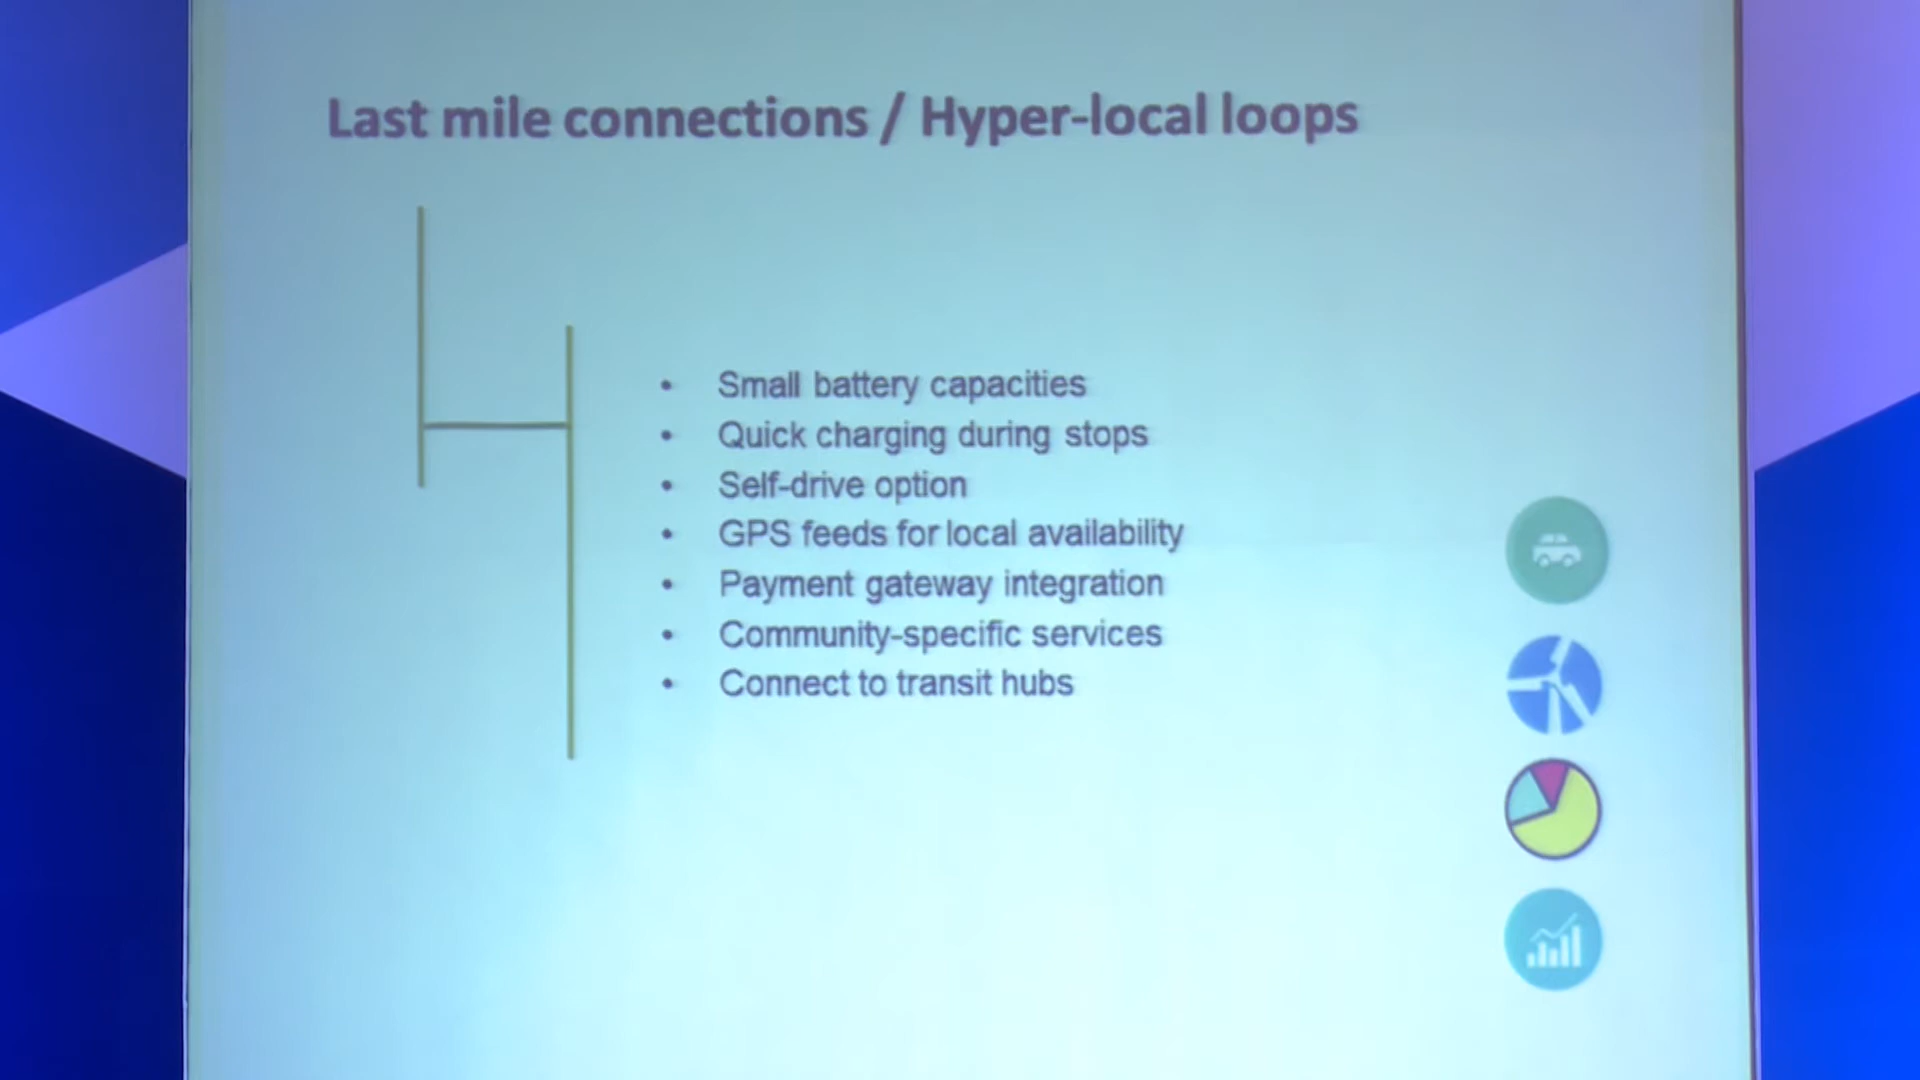 Last mile connections / Hyper-local loops
• Small battery capacities
• Quick charging during stops
• Self-drive option
• GPS feeds for local availability
• Payment gateway integration
• Community-specific services
• Connect to transit hubs